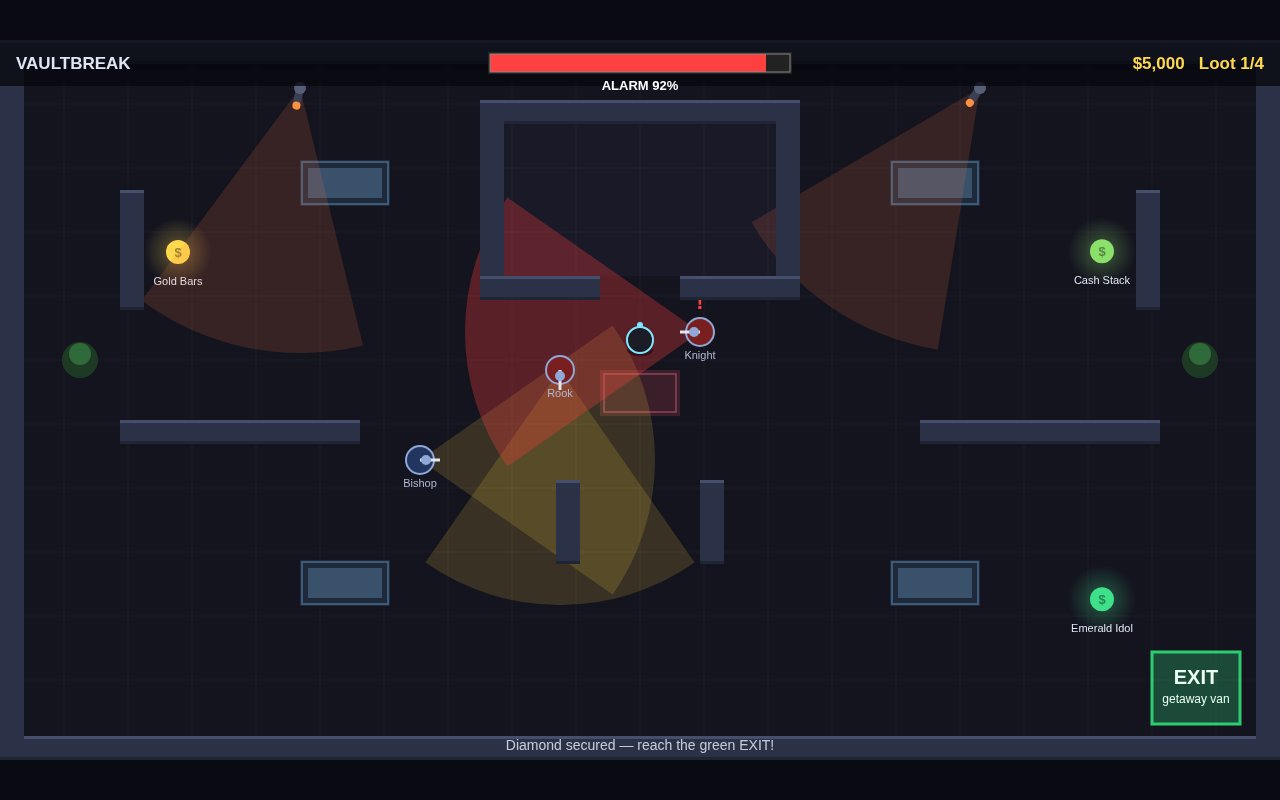 VAULTBREAK
$5,000 Loot 1/4
ALARM 92%
$
Gold Bars
$
Cash Stack
!
Knight
Rook
Bishop
$
Emerald Idol
EXIT
getaway van
Diamond secured — reach the green EXIT!